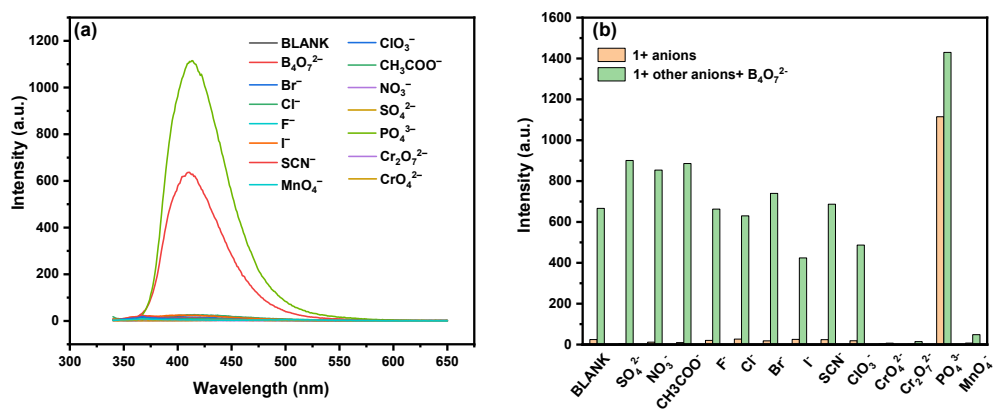 (a)
BLANK
B₄O₇²⁻
Br⁻
Cl⁻
F⁻
I⁻
SCN⁻
MnO₄⁻
ClO₃⁻
CH₃COO⁻
NO₃⁻
SO₄²⁻
PO₄³⁻
Cr₂O₇²⁻
CrO₄²⁻
Intensity (a.u.)
1200
1000
800
600
400
200
0
300 350 400 450 500 550 600 650
Wavelength (nm)
(b)
1+ anions
1+ other anions+ B₄O₇²⁻
Intensity (a.u.)
1600
1400
1200
1000
800
600
400
200
0
BLANK
SO₄²⁻
NO₃⁻
CH3COO⁻
F⁻
Cl⁻
Br⁻
I⁻
SCN⁻
ClO₃⁻
CrO₄²⁻
Cr₂O₇²⁻
PO₄³⁻
MnO₄⁻